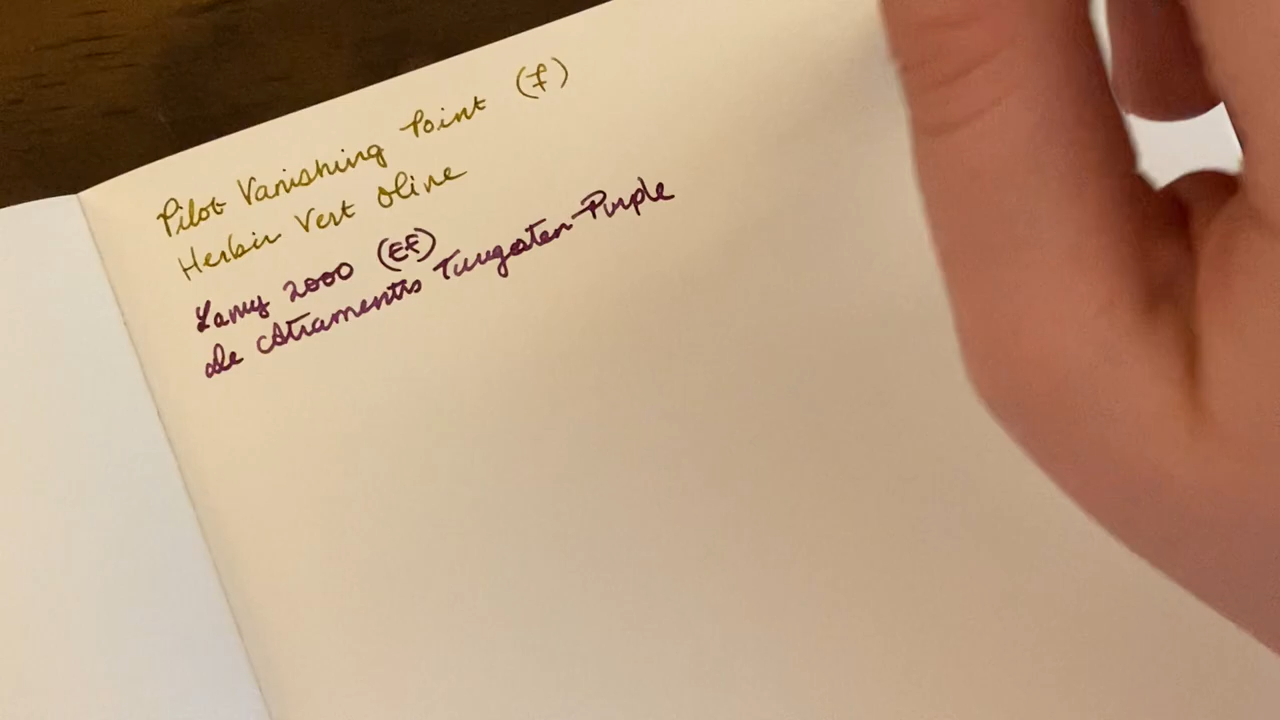 Pilot Vanishing Point (F)
Herbin Vert Olive
Lamy 2000 (EF)
De Atramentis Tungsten-Purple